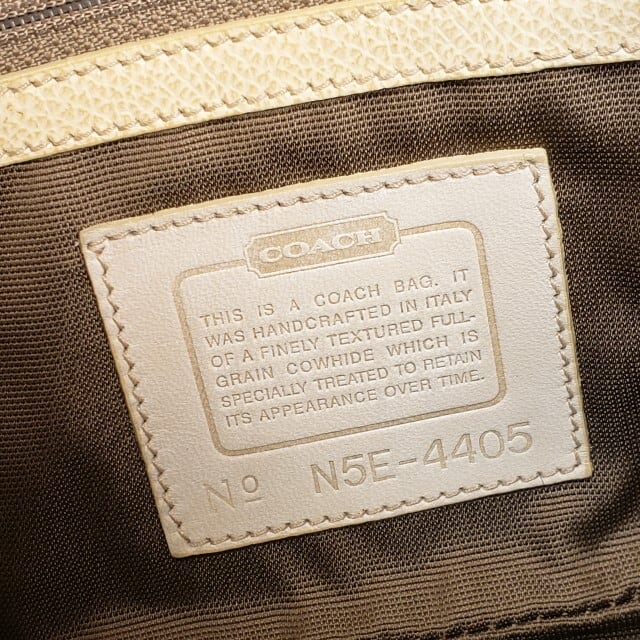 COACH
THIS IS A COACH BAG. IT
WAS HANDCRAFTED IN ITALY
OF A FINELY TEXTURED FULL-
GRAIN COWHIDE WHICH IS
SPECIALLY TREATED TO RETAIN
ITS APPEARANCE OVER TIME.
Nº N5E-4405